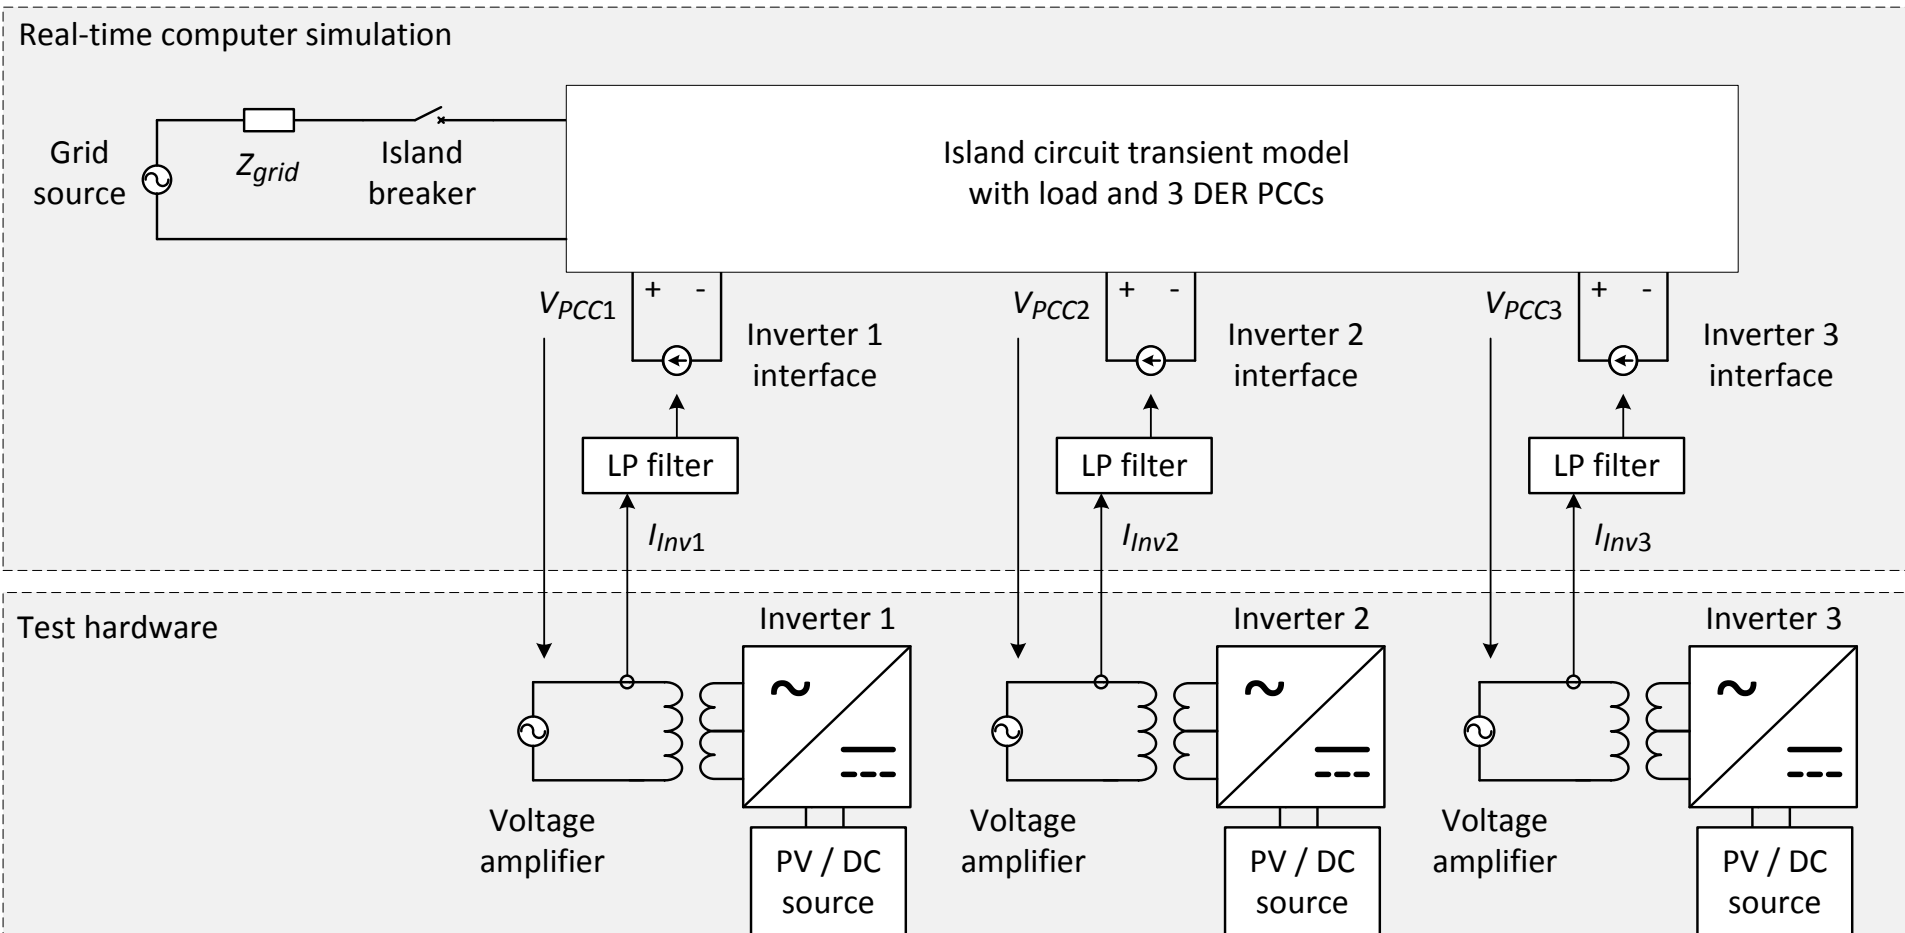 Real-time computer simulation
Grid
source
Zgrid
Island
breaker
Island circuit transient model
with load and 3 DER PCCs
VPCC1
+ -
Inverter 1
interface
LP filter
IInv1
VPCC2
+ -
Inverter 2
interface
LP filter
IInv2
VPCC3
+ -
Inverter 3
interface
LP filter
IInv3
Test hardware
Inverter 1
Voltage
amplifier
PV / DC
source
Inverter 2
Voltage
amplifier
PV / DC
source
Inverter 3
Voltage
amplifier
PV / DC
source